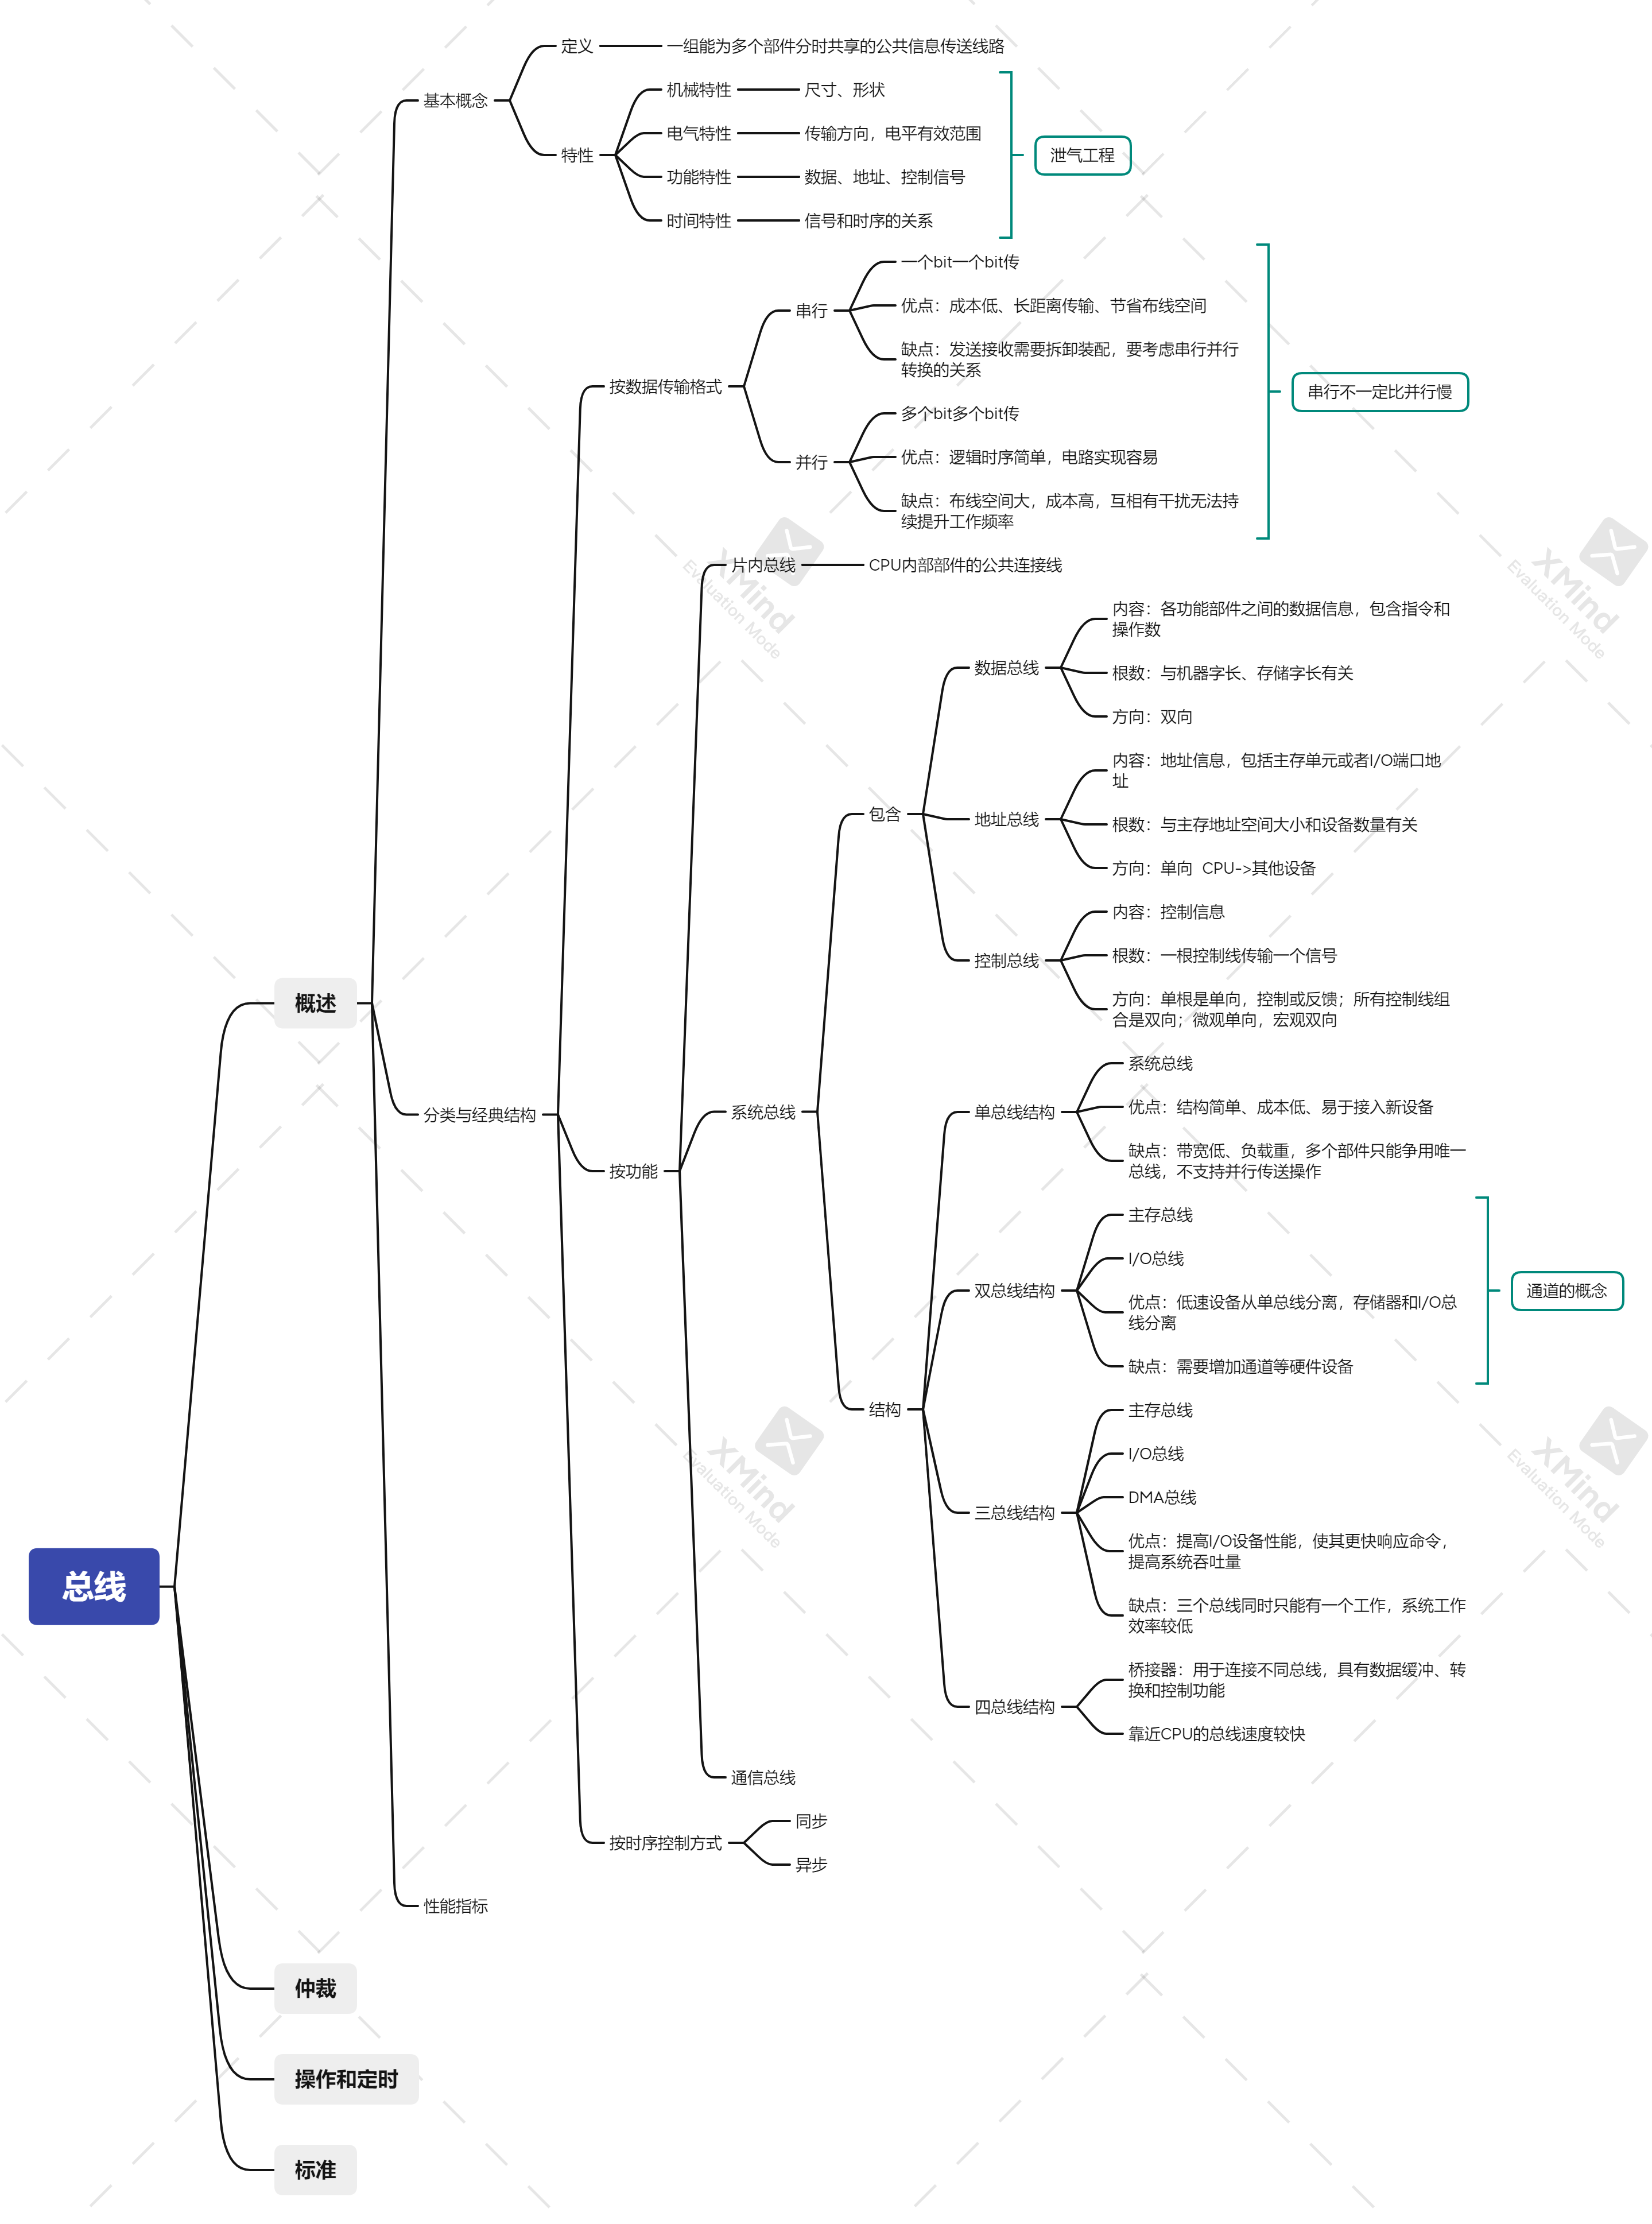 定义
一组能为多个部件分时共享的公共信息传送线路
基本概念
特性
机械特性
尺寸、形状
电气特性
传输方向，电平有效范围
功能特性
数据、地址、控制信号
时间特性
信号和时序的关系
泄气工程
按数据传输格式
串行
一个bit一个bit传
优点：成本低、长距离传输、节省布线空间
缺点：发送接收需要拆卸装配，要考虑串行并行
转换的关系
并行
多个bit多个bit传
优点：逻辑时序简单，电路实现容易
缺点：布线空间大，成本高，互相有干扰无法持
续提升工作频率
串行不一定比并行慢
片内总线
CPU内部部件的公共连接线
数据总线
内容：各功能部件之间的数据信息，包含指令和
操作数
根数：与机器字长、存储字长有关
方向：双向
包含
地址总线
内容：地址信息，包括主存单元或者I/O端口地
址
根数：与主存地址空间大小和设备数量有关
方向：单向 CPU->其他设备
控制总线
内容：控制信息
根数：一根控制线传输一个信号
方向：单根是单向，控制或反馈；所有控制线组
合是双向；微观单向，宏观双向
概述
分类与经典结构
按功能
系统总线
单总线结构
系统总线
优点：结构简单、成本低、易于接入新设备
缺点：带宽低、负载重，多个部件只能争用唯一
总线，不支持并行传送操作
双总线结构
主存总线
I/O总线
优点：低速设备从单总线分离，存储器和I/O总
线分离
缺点：需要增加通道等硬件设备
通道的概念
结构
三总线结构
主存总线
I/O总线
DMA总线
优点：提高I/O设备性能，使其更快响应命令，
提高系统吞吐量
缺点：三个总线同时只能有一个工作，系统工作
效率较低
四总线结构
桥接器：用于连接不同总线，具有数据缓冲、转
换和控制功能
靠近CPU的总线速度较快
总线
通信总线
按时序控制方式
同步
异步
性能指标
仲裁
操作和定时
标准
XMind
Evaluation Mode
XMind
Evaluation Mode
XMind
Evaluation Mode
XMind
Evaluation Mode